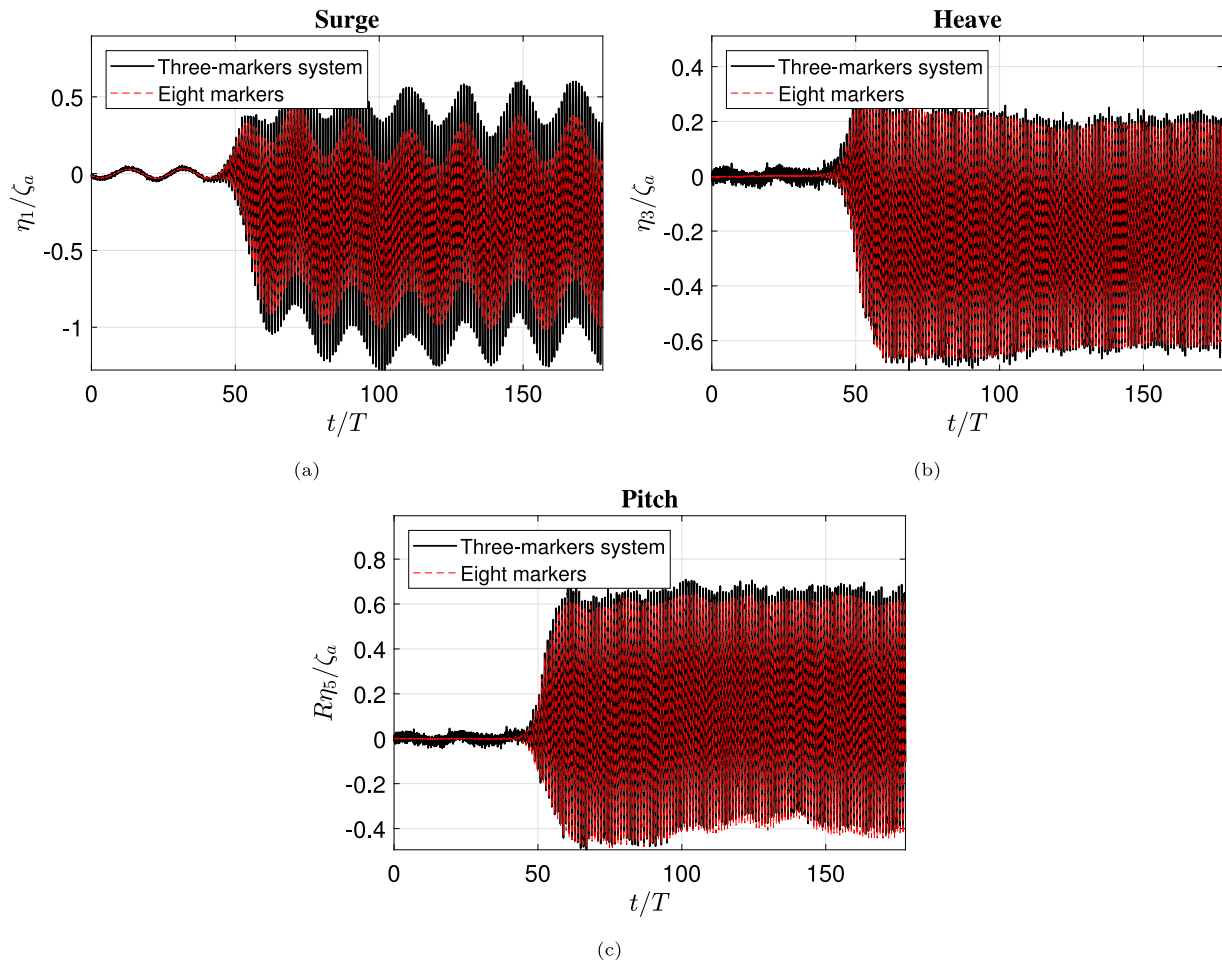 Surge
Three-markers system
Eight markers
0.5
0
-0.5
-1
η₁/ζₐ
0 50 100 150
t/T
(a)
Heave
Three-markers system
Eight markers
0.4
0.2
0
-0.2
-0.4
-0.6
η₃/ζₐ
0 50 100 150
t/T
(b)
Pitch
Three-markers system
Eight markers
0.8
0.6
0.4
0.2
0
-0.2
-0.4
Rη₅/ζₐ
0 50 100 150
t/T
(c)